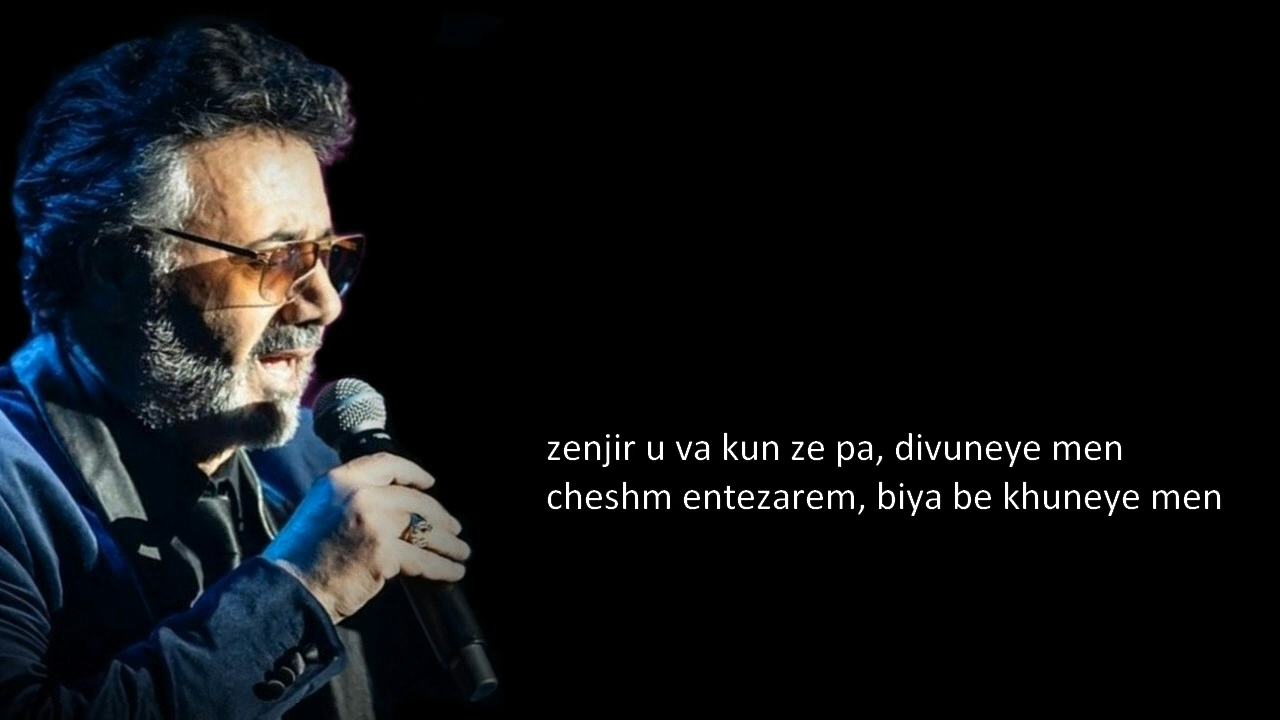 zenjir u va kun ze pa, divuneye men
cheshm entezarem, biya be khuneye men